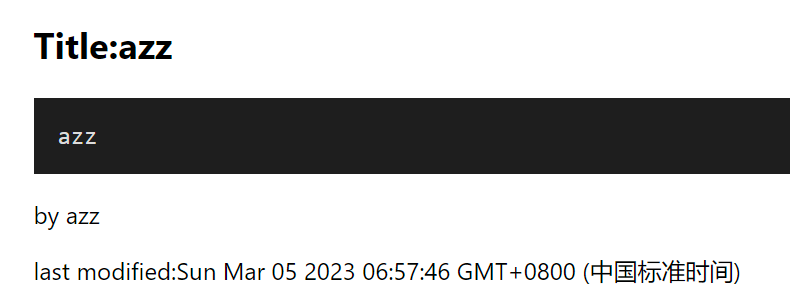 Title:azz
azz
by azz
last modified:Sun Mar 05 2023 06:57:46 GMT+0800 (中国标准时间)